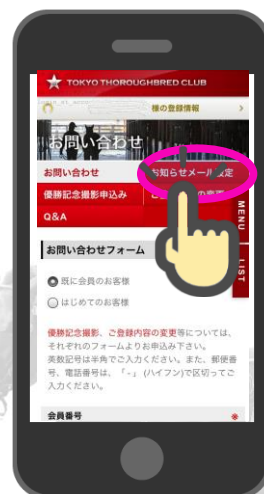 TOKYO THOROUGHBRED CLUB
様の登録情報
お問い合わせ
お問い合わせ
お知らせメール設定
優勝記念撮影申込み
の変更
Q&A
MENU
LIST
お問い合わせフォーム
既に会員のお客様
はじめてのお客様
優勝記念撮影、ご登録内容の変更等については、
それぞれのフォームよりお申込み下さい。
英数記号は半角でご入力ください。また、郵便番
号、電話番号は、「-」(ハイフン)で区切ってご
入力ください。
会員番号
※